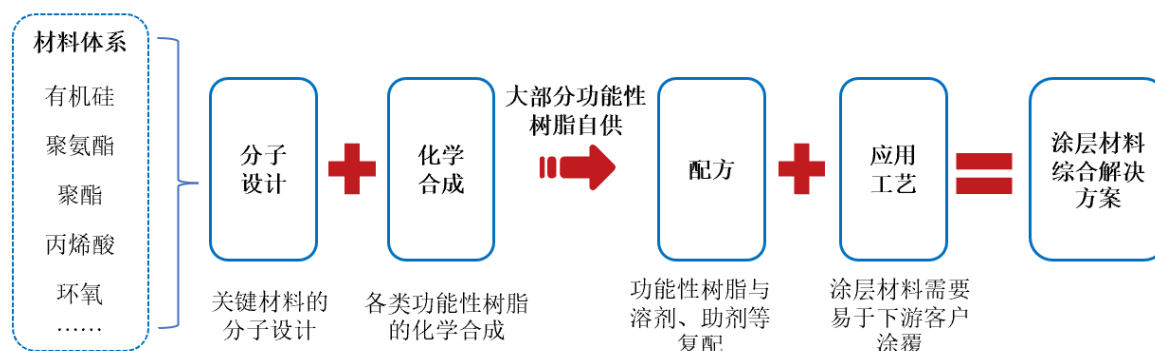 材料体系
有机硅
聚氨酯
聚酯
丙烯酸
环氧
……
分子
设计
关键材料的
分子设计
化学
合成
各类功能性树脂
的化学合成
大部分功能性
树脂自供
配方
功能性树脂与
溶剂、助剂等
复配
应用
工艺
涂层材料需要
易于下游客户
涂覆
涂层材料
综合解决
方案